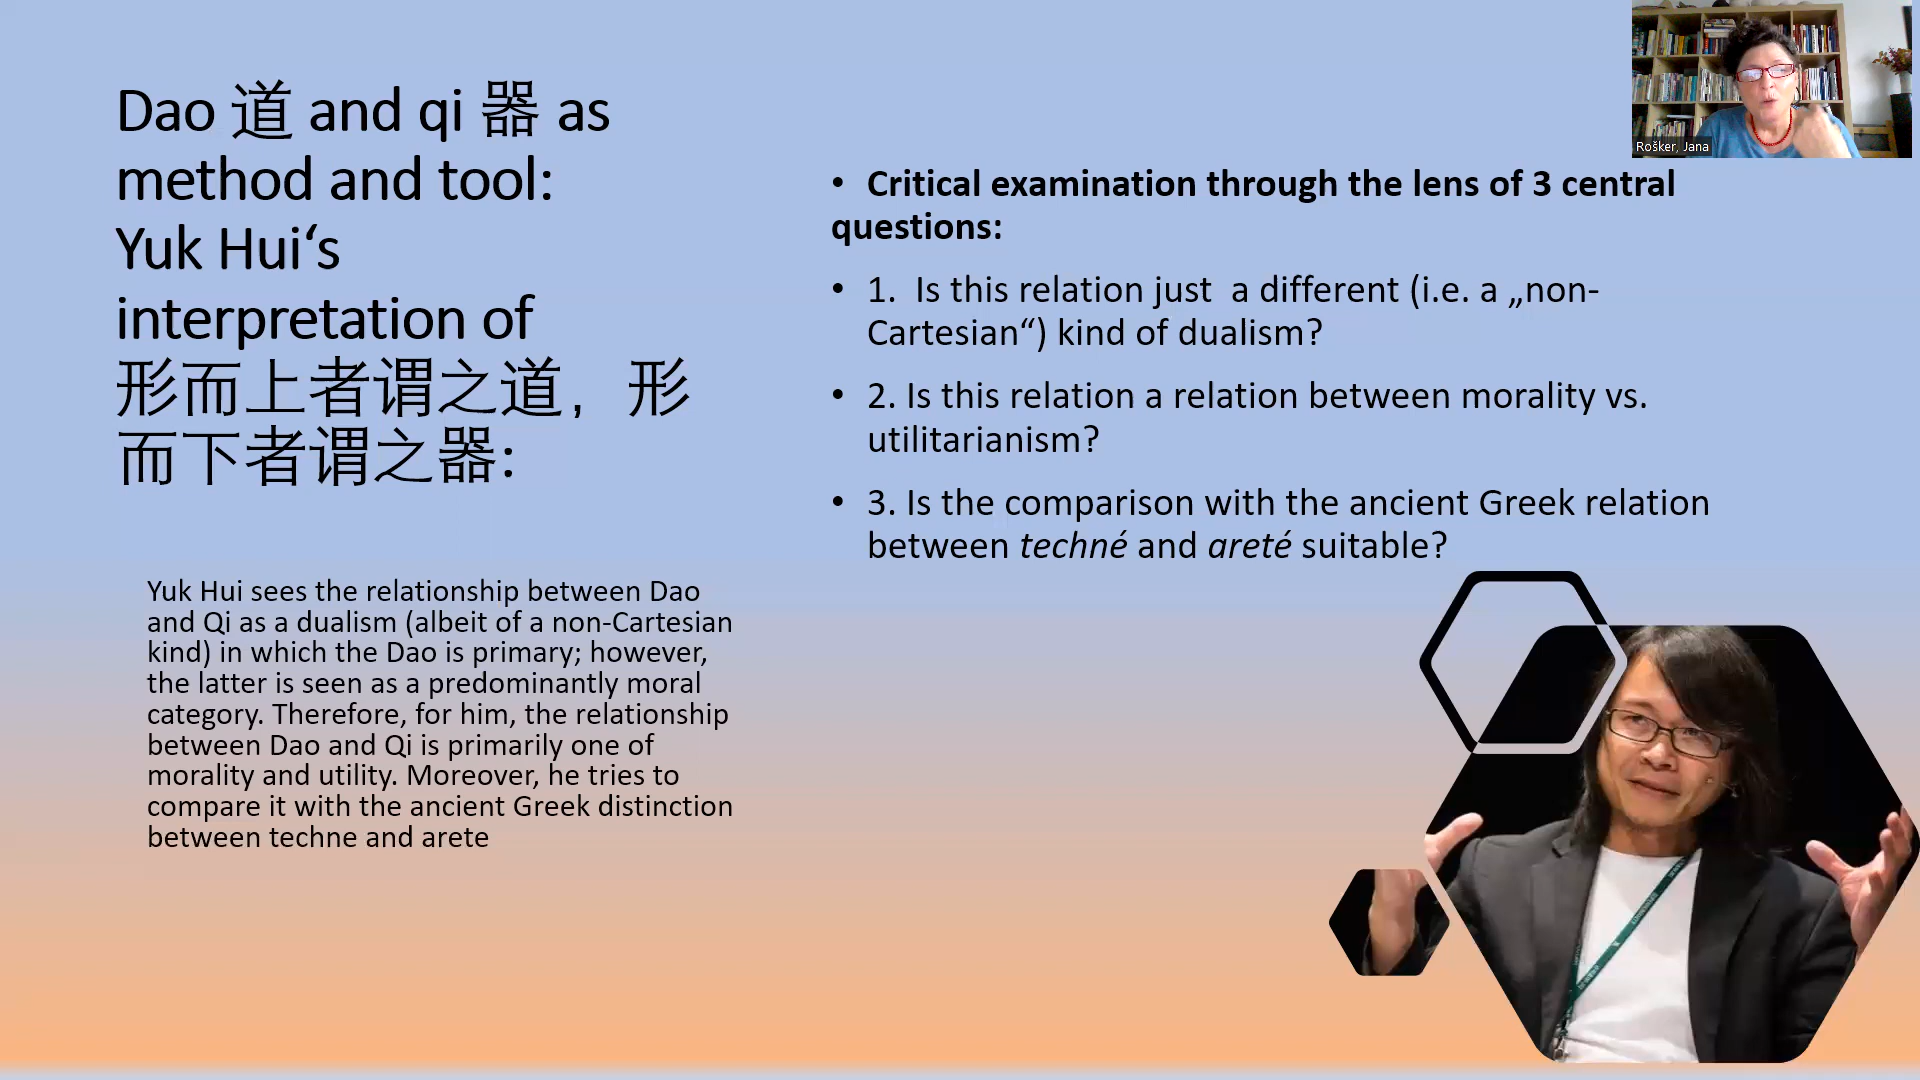 Dao 道 and qi 器 as
method and tool:
Yuk Hui‘s
interpretation of
形而上者谓之道，形
而下者谓之器:
Yuk Hui sees the relationship between Dao
and Qi as a dualism (albeit of a non-Cartesian
kind) in which the Dao is primary; however,
the latter is seen as a predominantly moral
category. Therefore, for him, the relationship
between Dao and Qi is primarily one of
morality and utility. Moreover, he tries to
compare it with the ancient Greek distinction
between techne and arete
• Critical examination through the lens of 3 central
questions:
• 1. Is this relation just a different (i.e. a „non-
Cartesian“) kind of dualism?
• 2. Is this relation a relation between morality vs.
utilitarianism?
• 3. Is the comparison with the ancient Greek relation
between techné and areté suitable?
Rošker, Jana